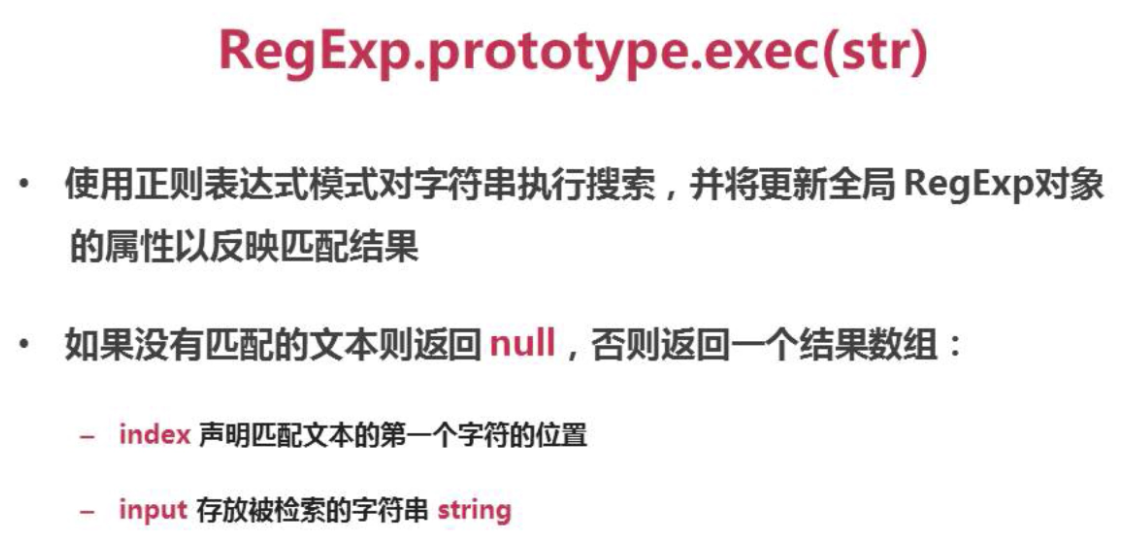 RegExp.prototype.exec(str)
• 使用正则表达式模式对字符串执行搜索，并将更新全局 RegExp对象
的属性以反映匹配结果
• 如果没有匹配的文本则返回 null，否则返回一个结果数组：
– index 声明匹配文本的第一个字符的位置
– input 存放被检索的字符串 string